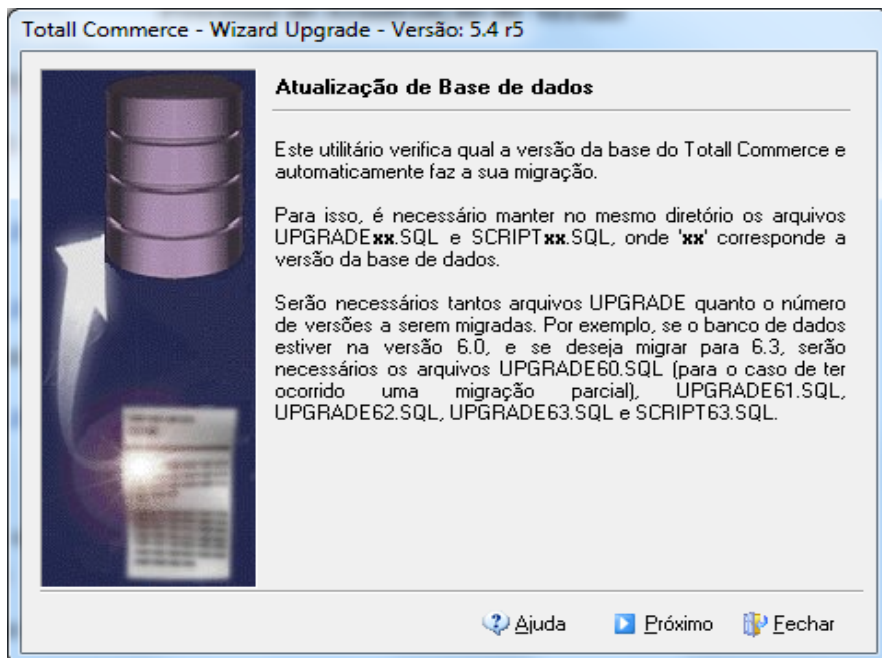 Totall Commerce - Wizard Upgrade - Versão: 5.4 r5
Atualização de Base de dados
Este utilitário verifica qual a versão da base do Totall Commerce e
automaticamente faz a sua migração.
Para isso, é necessário manter no mesmo diretório os arquivos
UPGRADExx.SQL e SCRIPTxx.SQL, onde 'xx' corresponde a
versão da base de dados.
Serão necessários tantos arquivos UPGRADE quanto o número
de versões a serem migradas. Por exemplo, se o banco de dados
estiver na versão 6.0, e se deseja migrar para 6.3, serão
necessários os arquivos UPGRADE60.SQL (para o caso de ter
ocorrido uma migração parcial), UPGRADE61.SQL,
UPGRADE62.SQL, UPGRADE63.SQL e SCRIPT63.SQL.
Ajuda Próximo Fechar